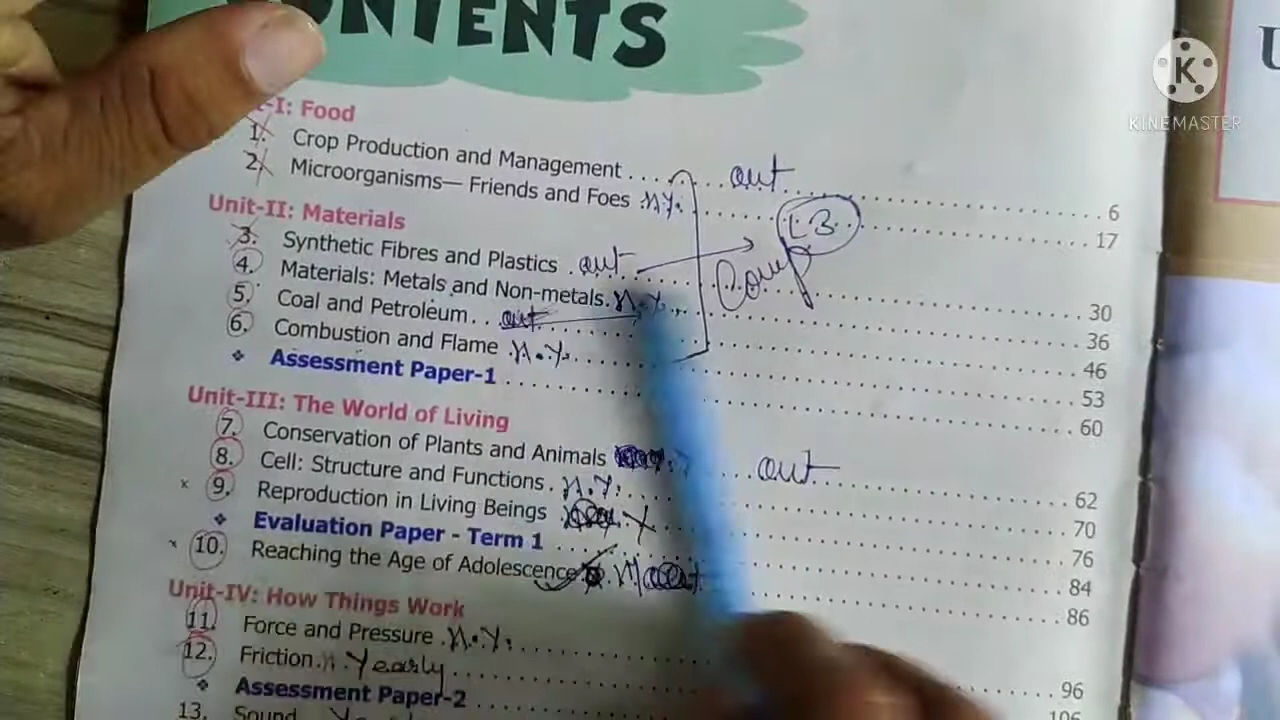 CONTENTS
U
KINEMASTER
-I: Food
1. Crop Production and Management out 6
2. Microorganisms— Friends and Foes N.Y. 17
L.B.
Comp
Unit-II: Materials
3. Synthetic Fibres and Plastics out 30
4. Materials: Metals and Non-metals N.Y. 36
5. Coal and Petroleum out 46
6. Combustion and Flame N.Y. 53
❖ Assessment Paper-1 60
Unit-III: The World of Living
7. Conservation of Plants and Animals out 62
8. Cell: Structure and Functions N.Y. 70
x 9. Reproduction in Living Beings X 76
❖ Evaluation Paper - Term 1 84
x 10. Reaching the Age of Adolescence 86
Unit-IV: How Things Work
11. Force and Pressure N.Y. 96
12. Friction Yearly 106
❖ Assessment Paper-2
13. Sound